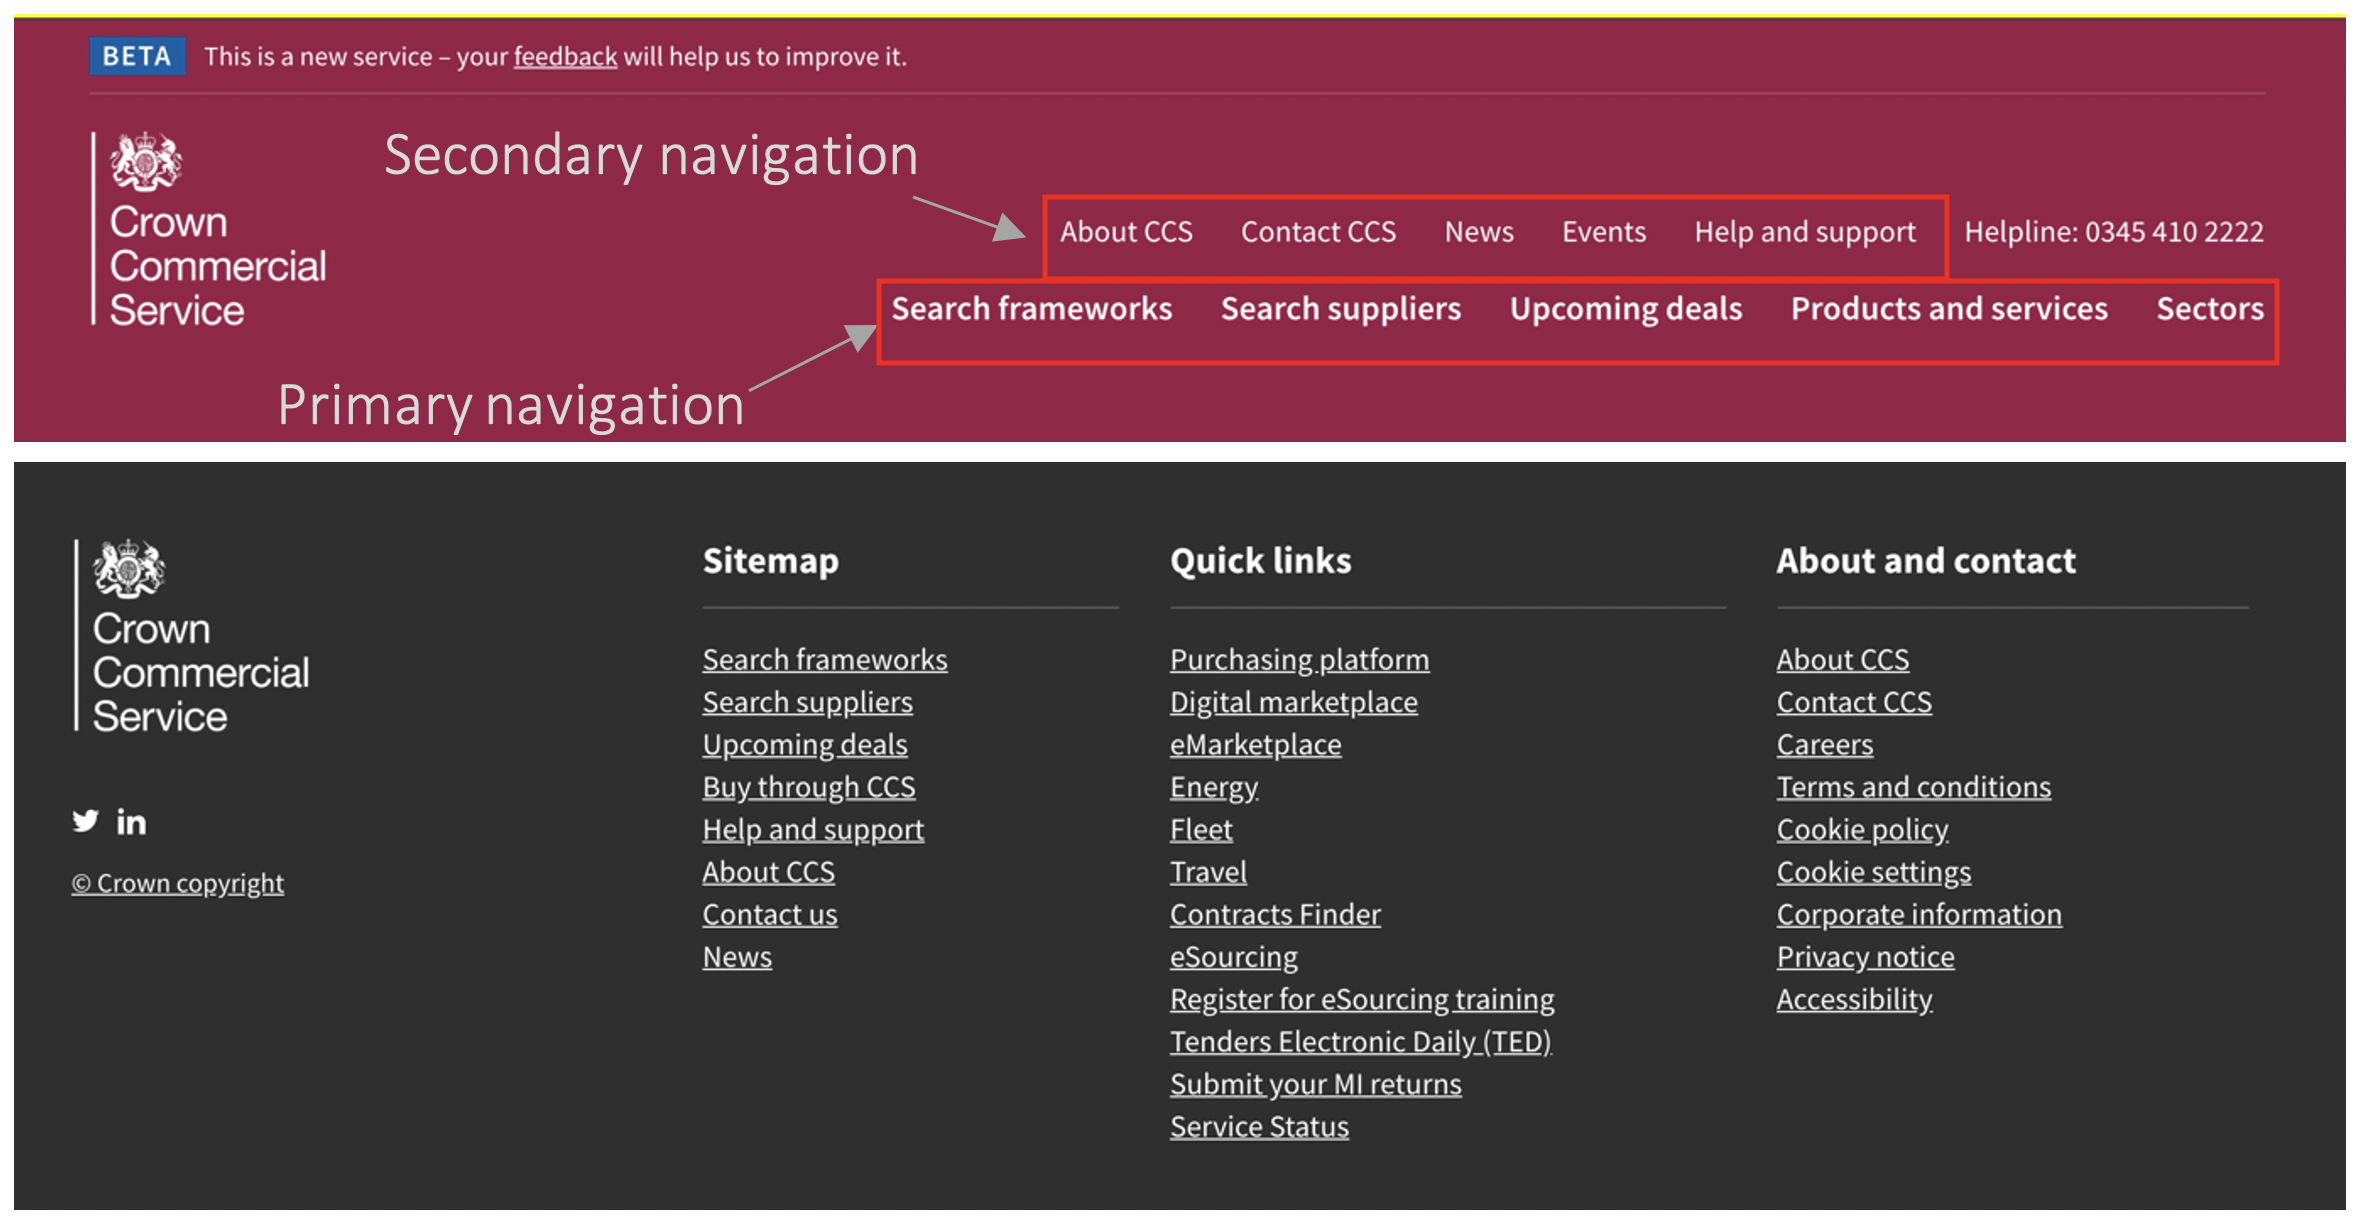 BETA This is a new service – your feedback will help us to improve it.
Crown
Commercial
Service
Secondary navigation
About CCS Contact CCS News Events Help and support Helpline: 0345 410 2222
Search frameworks Search suppliers Upcoming deals Products and services Sectors
Primary navigation
Crown
Commercial
Service
in
© Crown copyright
Sitemap
Search frameworks
Search suppliers
Upcoming deals
Buy through CCS
Help and support
About CCS
Contact us
News
Quick links
Purchasing platform
Digital marketplace
eMarketplace
Energy
Fleet
Travel
Contracts Finder
eSourcing
Register for eSourcing training
Tenders Electronic Daily (TED)
Submit your MI returns
Service Status
About and contact
About CCS
Contact CCS
Careers
Terms and conditions
Cookie policy
Cookie settings
Corporate information
Privacy notice
Accessibility